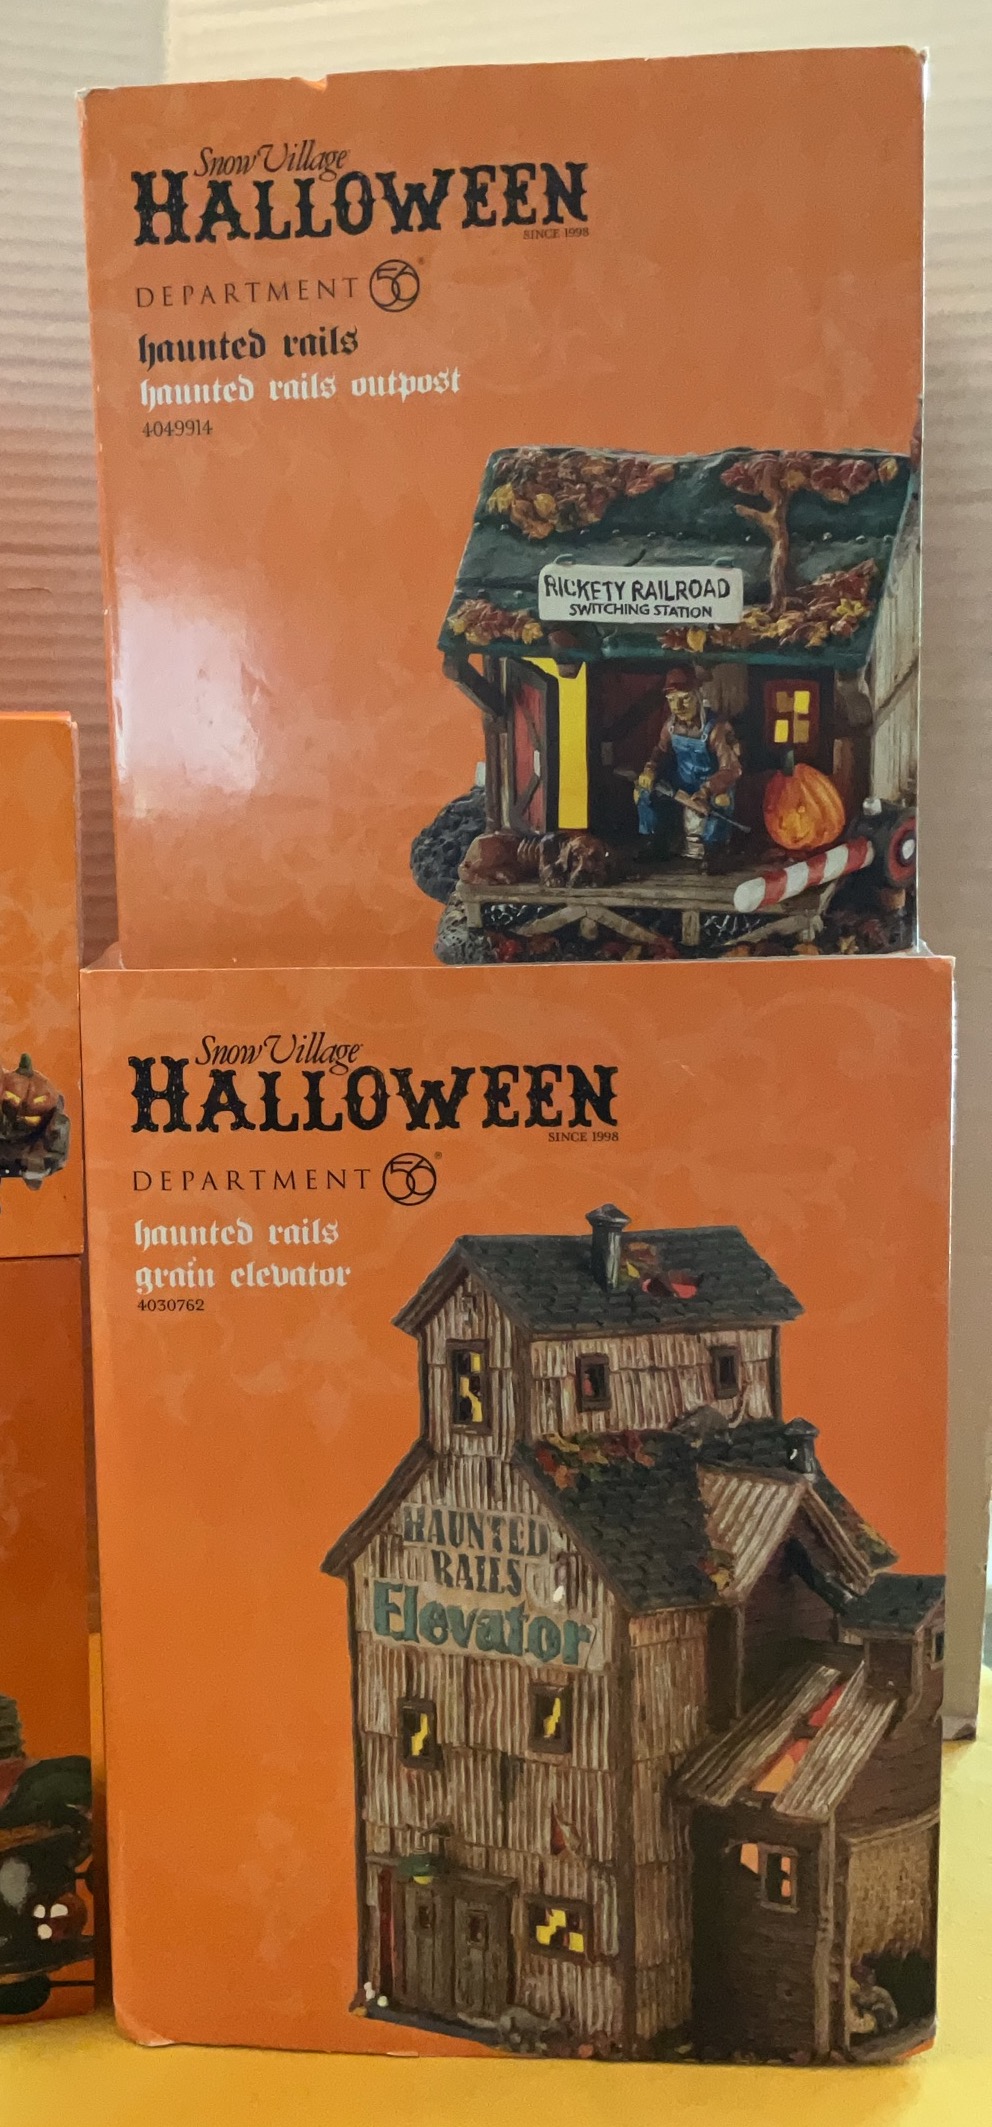 Snow Village
HALLOWEEN
SINCE 1998
DEPARTMENT 56®
haunted rails
haunted rails outpost
4049914
RICKETY RAILROAD
SWITCHING STATION
Snow Village
HALLOWEEN
SINCE 1998
DEPARTMENT 56®
haunted rails
grain elevator
4030762
HAUNTED
RAILS
Elevator